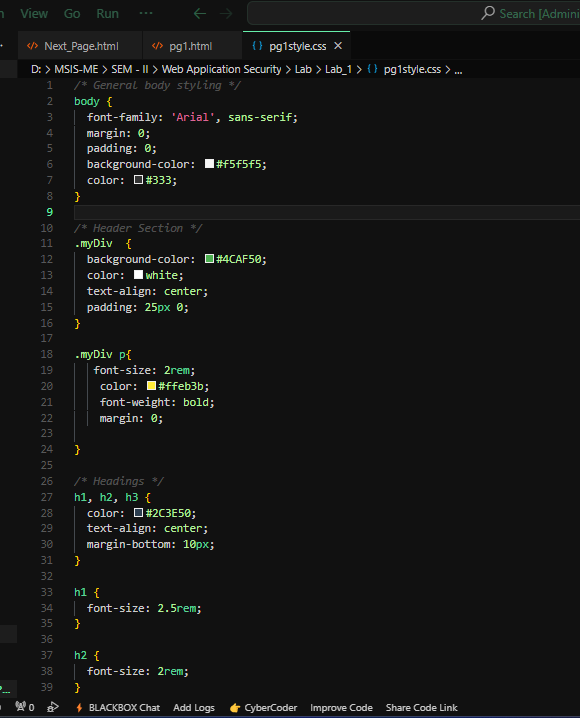 View Go Run ··· ← → Search [Admini
Next_Page.html pg1.html pg1style.css ×
D: > MSIS-ME > SEM - II > Web Application Security > Lab > Lab_1 > pg1style.css > ...
1 /* General body styling */
2 body {
3 font-family: 'Arial', sans-serif;
4 margin: 0;
5 padding: 0;
6 background-color: #f5f5f5;
7 color: #333;
8 }
9
10 /* Header Section */
11 .myDiv {
12 background-color: #4CAF50;
13 color: white;
14 text-align: center;
15 padding: 25px 0;
16 }
17
18 .myDiv p{
19 font-size: 2rem;
20 color: #ffeb3b;
21 font-weight: bold;
22 margin: 0;
23
24 }
25
26 /* Headings */
27 h1, h2, h3 {
28 color: #2C3E50;
29 text-align: center;
30 margin-bottom: 10px;
31 }
32
33 h1 {
34 font-size: 2.5rem;
35 }
36
37 h2 {
38 font-size: 2rem;
39 }
0 BLACKBOX Chat Add Logs CyberCoder Improve Code Share Code Link